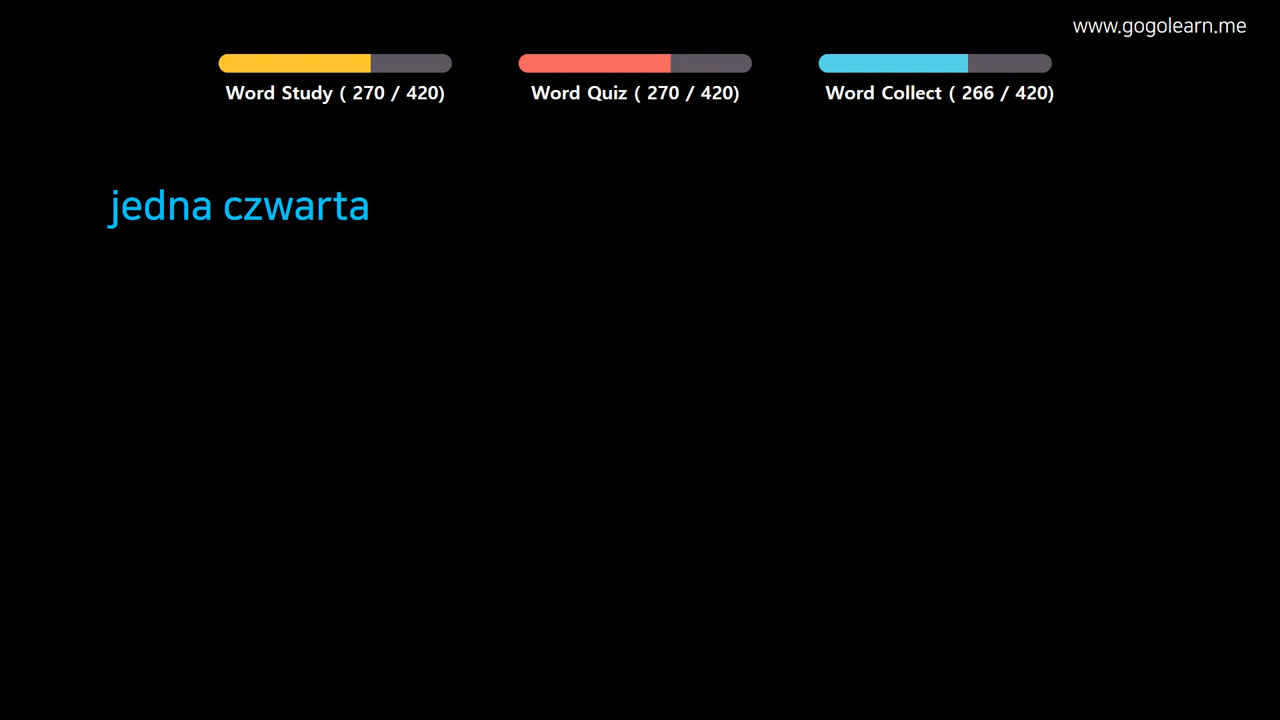 www.gogolearn.me
Word Study ( 270 / 420)
Word Quiz ( 270 / 420)
Word Collect ( 266 / 420)
jedna czwarta